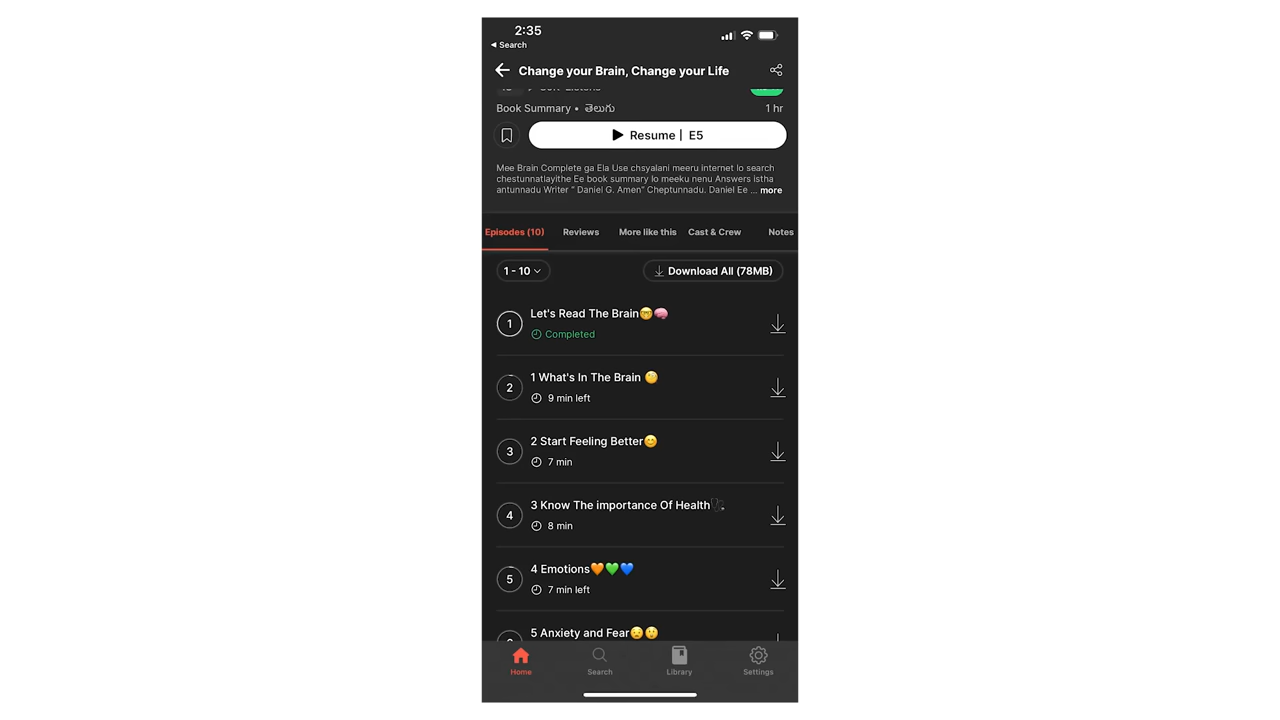 2:35
◀ Search
Change your Brain, Change your Life
Book Summary • తెలుగు
1 hr
Resume | E5
Mee Brain Complete ga Ela Use chsyalani meeru internet lo search
chestunnatlayithe Ee book summary lo meeku nenu Answers istha
antunnadu Writer " Daniel G. Amen" Cheptunnadu. Daniel Ee ... more
Episodes (10)
Reviews
More like this
Cast & Crew
Notes
1 - 10
Download All (78MB)
1
Let's Read The Brain🤓🧠
Completed
2
1 What's In The Brain 🧐
9 min left
3
2 Start Feeling Better😊
7 min
4
3 Know The importance Of Health🩺
8 min
5
4 Emotions🧡💚💙
7 min left
5 Anxiety and Fear😟🤫
Home
Search
Library
Settings